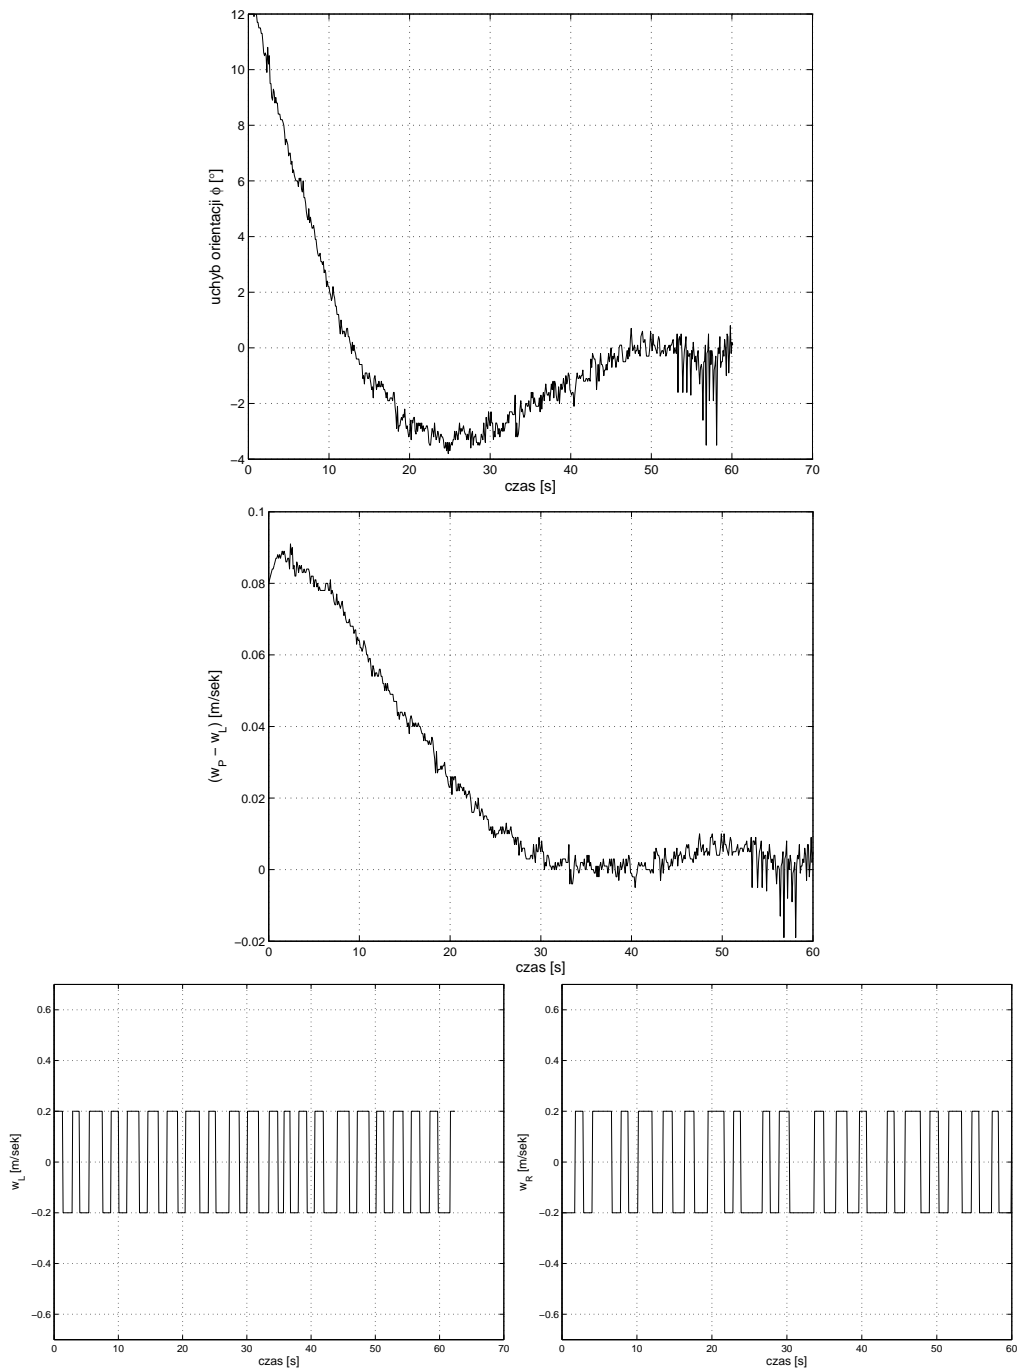 12
10
8
6
4
2
0
−2
−4
uchyb orientacji ϕ [°]
0 10 20 30 40 50 60 70
czas [s]
0.1
0.08
0.06
0.04
0.02
0
−0.02
(w_P − w_L) [m/sek]
0 10 20 30 40 50 60
czas [s]
0.6
0.4
0.2
0
−0.2
−0.4
−0.6
w_L [m/sek]
0 10 20 30 40 50 60 70
czas [s]
0.6
0.4
0.2
0
−0.2
−0.4
−0.6
w_R [m/sek]
0 10 20 30 40 50 60
czas [s]